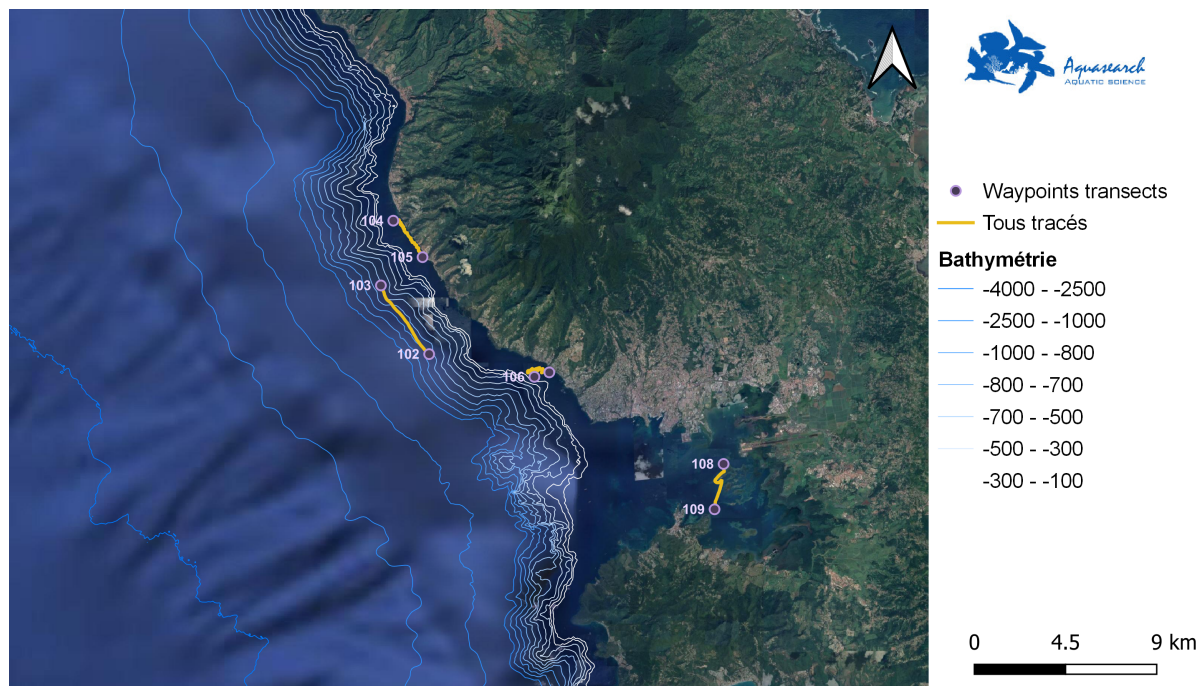 Aquasearch
AQUATIC SCIENCE
Waypoints transects
Tous tracés
Bathymétrie
-4000 - -2500
-2500 - -1000
-1000 - -800
-800 - -700
-700 - -500
-500 - -300
-300 - -100
104
105
103
102
106
108
109
0 4.5 9 km